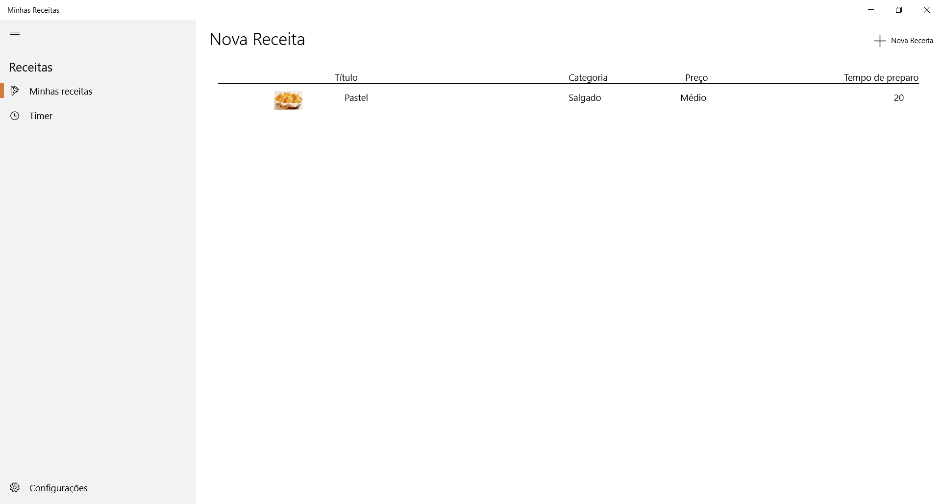 Minhas Receitas
Nova Receita
Nova Receita
Receitas
Minhas receitas
Timer
Título Categoria Preço Tempo de preparo
Pastel Salgado Médio 20
Configurações